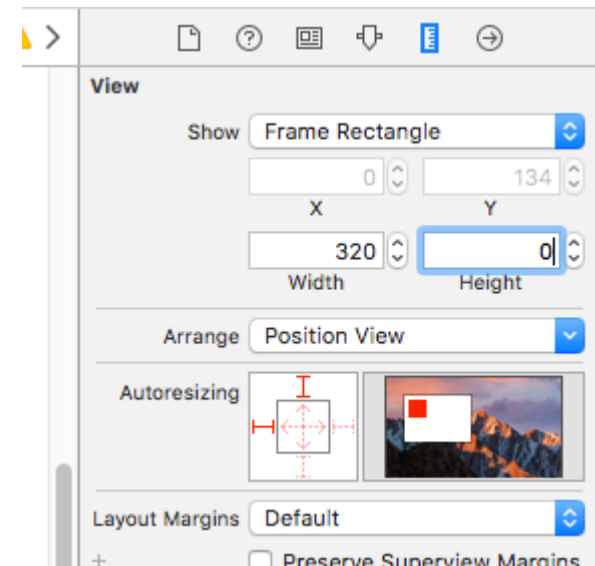 View
Show Frame Rectangle
0 134
X Y
320 0
Width Height
Arrange Position View
Autoresizing
Layout Margins Default
+ Preserve Superview Margins